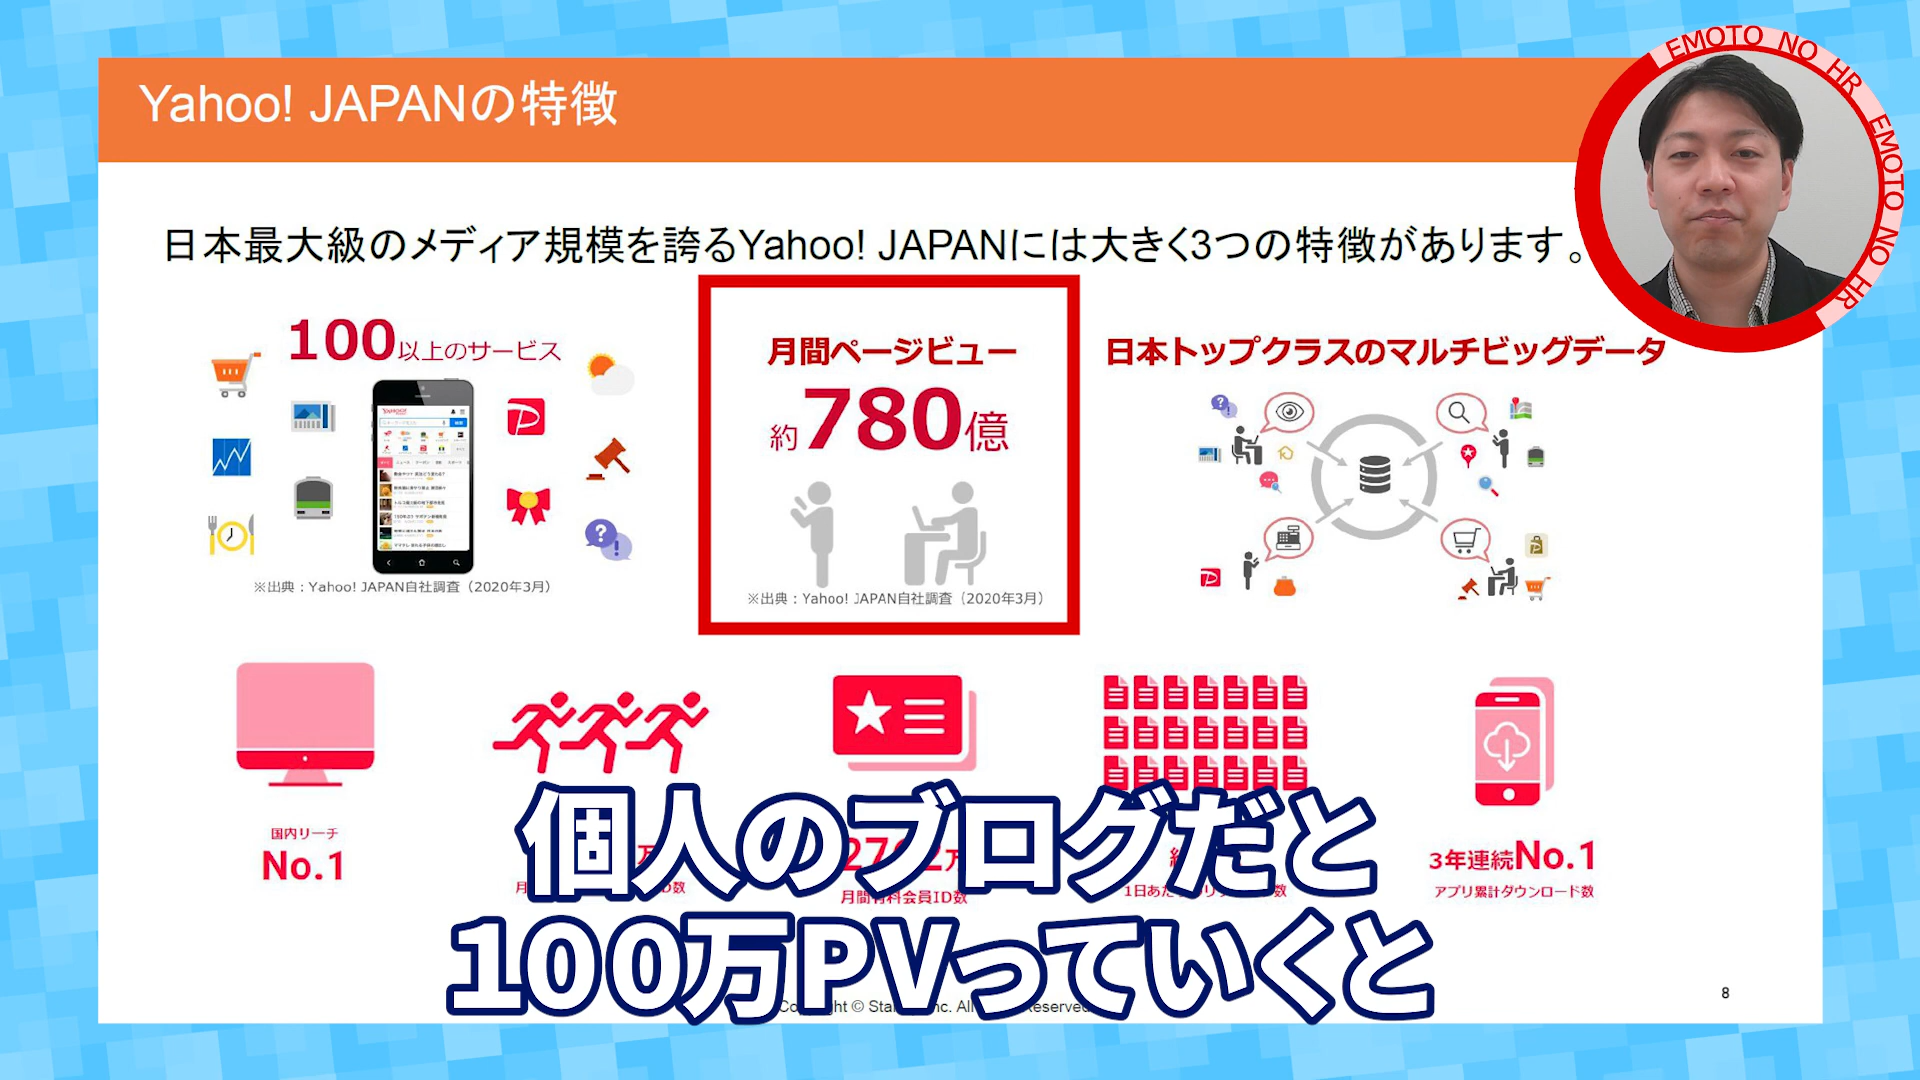 EMOTO NO HR EMOTO NO HR
Yahoo! JAPANの特徴
日本最大級のメディア規模を誇るYahoo! JAPANには大きく3つの特徴があります。
100以上のサービス
※出典：Yahoo! JAPAN自社調査（2020年3月）
月間ページビュー
約780億
※出典：Yahoo! JAPAN自社調査（2020年3月）
日本トップクラスのマルチビッグデータ
国内リーチ
No.1
月間有料会員ID数
3年連続No.1
アプリ累計ダウンロード数
個人のブログだと
100万PVっていくと
8